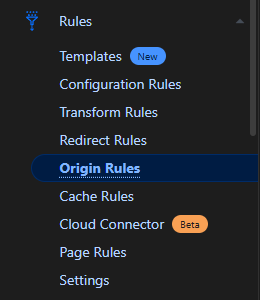 Rules
Templates New
Configuration Rules
Transform Rules
Redirect Rules
Origin Rules
Cache Rules
Cloud Connector Beta
Page Rules
Settings